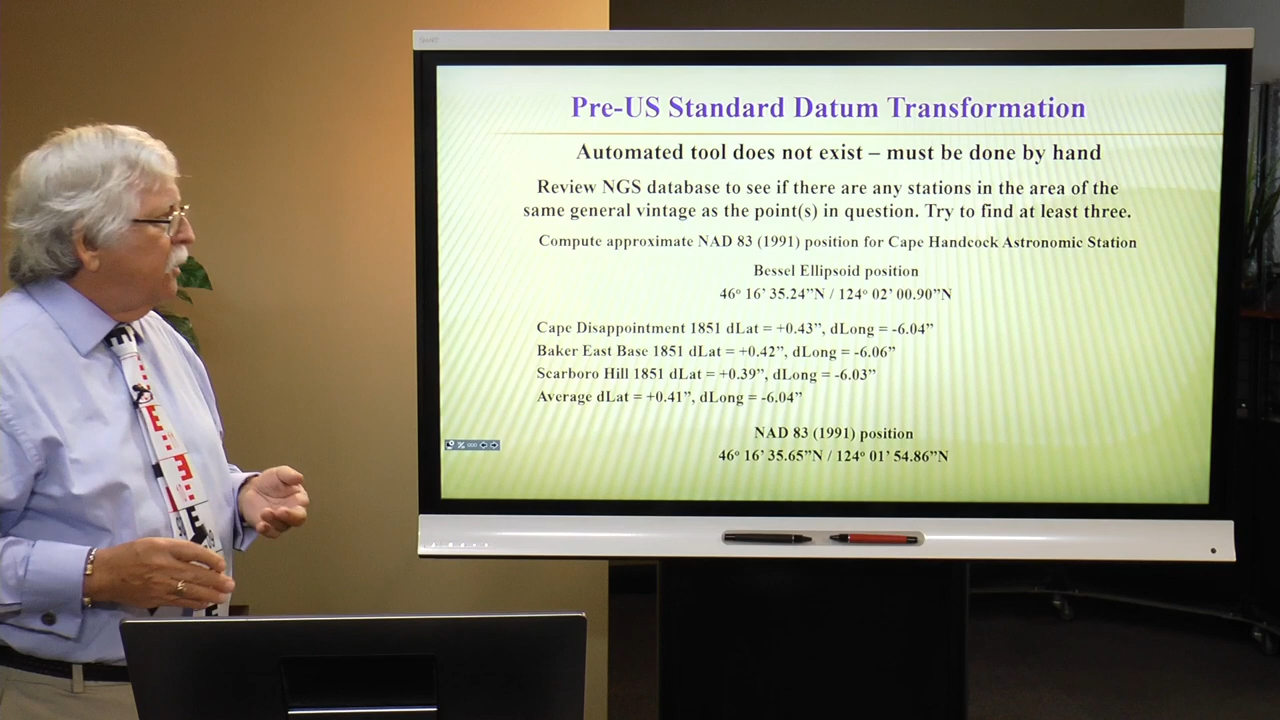 Pre-US Standard Datum Transformation
Automated tool does not exist – must be done by hand
Review NGS database to see if there are any stations in the area of the
same general vintage as the point(s) in question. Try to find at least three.
Compute approximate NAD 83 (1991) position for Cape Handcock Astronomic Station
Bessel Ellipsoid position
46º 16’ 35.24”N / 124º 02’ 00.90”N
Cape Disappointment 1851 dLat = +0.43”, dLong = -6.04”
Baker East Base 1851 dLat = +0.42”, dLong = -6.06”
Scarboro Hill 1851 dLat = +0.39”, dLong = -6.03”
Average dLat = +0.41”, dLong = -6.04”
NAD 83 (1991) position
46º 16’ 35.65”N / 124º 01’ 54.86”N